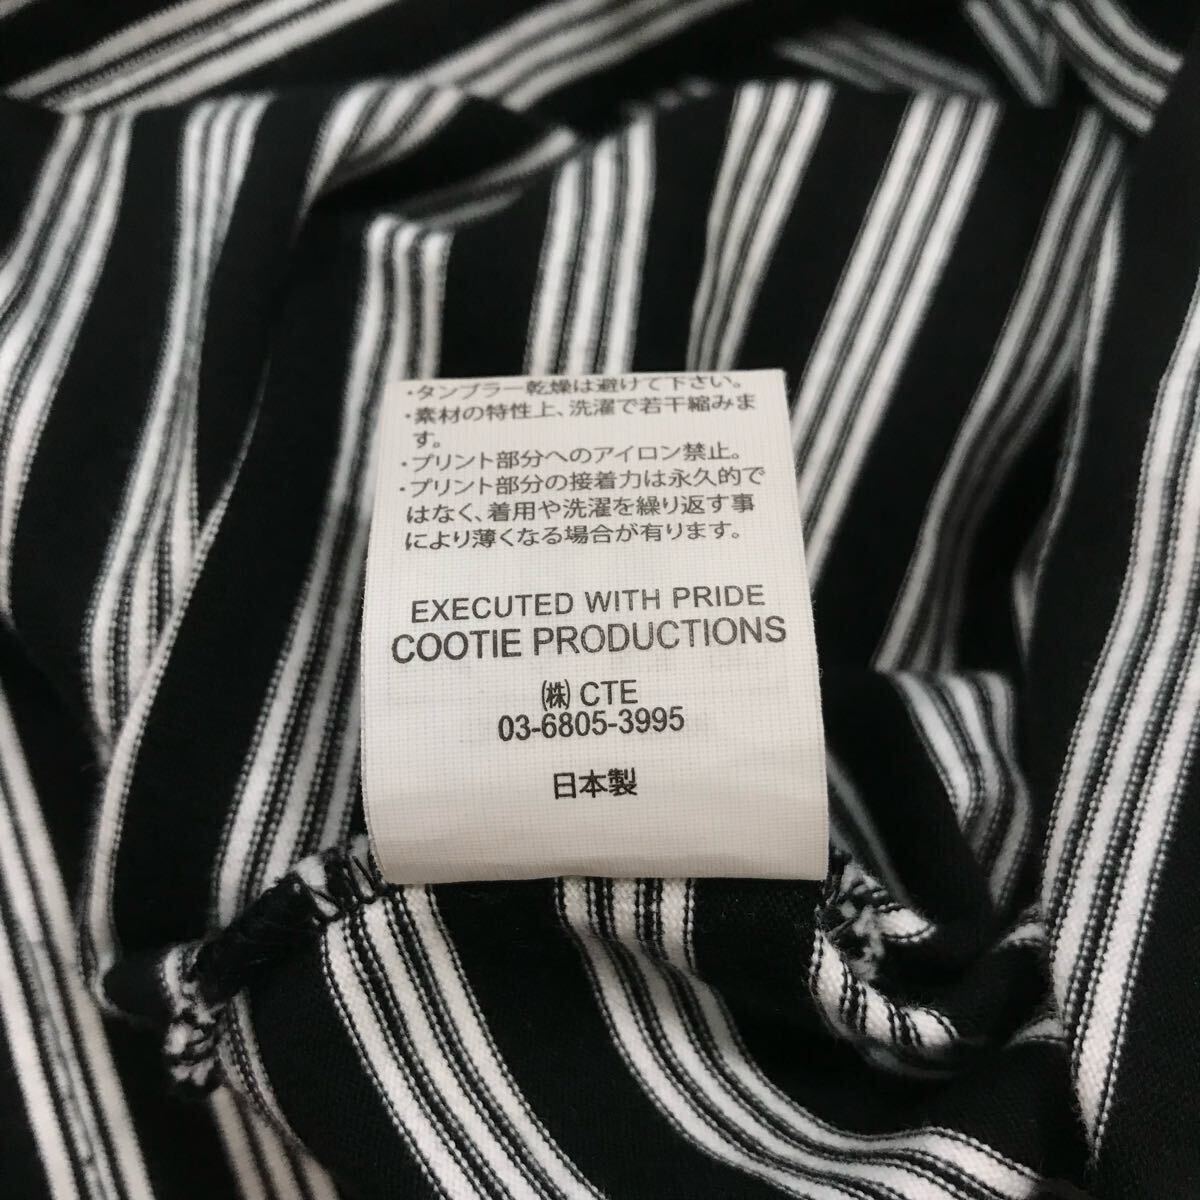 ・タンブラー乾燥は避けて下さい。
・素材の特性上、洗濯で若干縮みま
す。
・プリント部分へのアイロン禁止。
・プリント部分の接着力は永久的で
はなく、着用や洗濯を繰り返す事
により薄くなる場合が有ります。
EXECUTED WITH PRIDE
COOTIE PRODUCTIONS
㈱ CTE
03-6805-3995
日本製